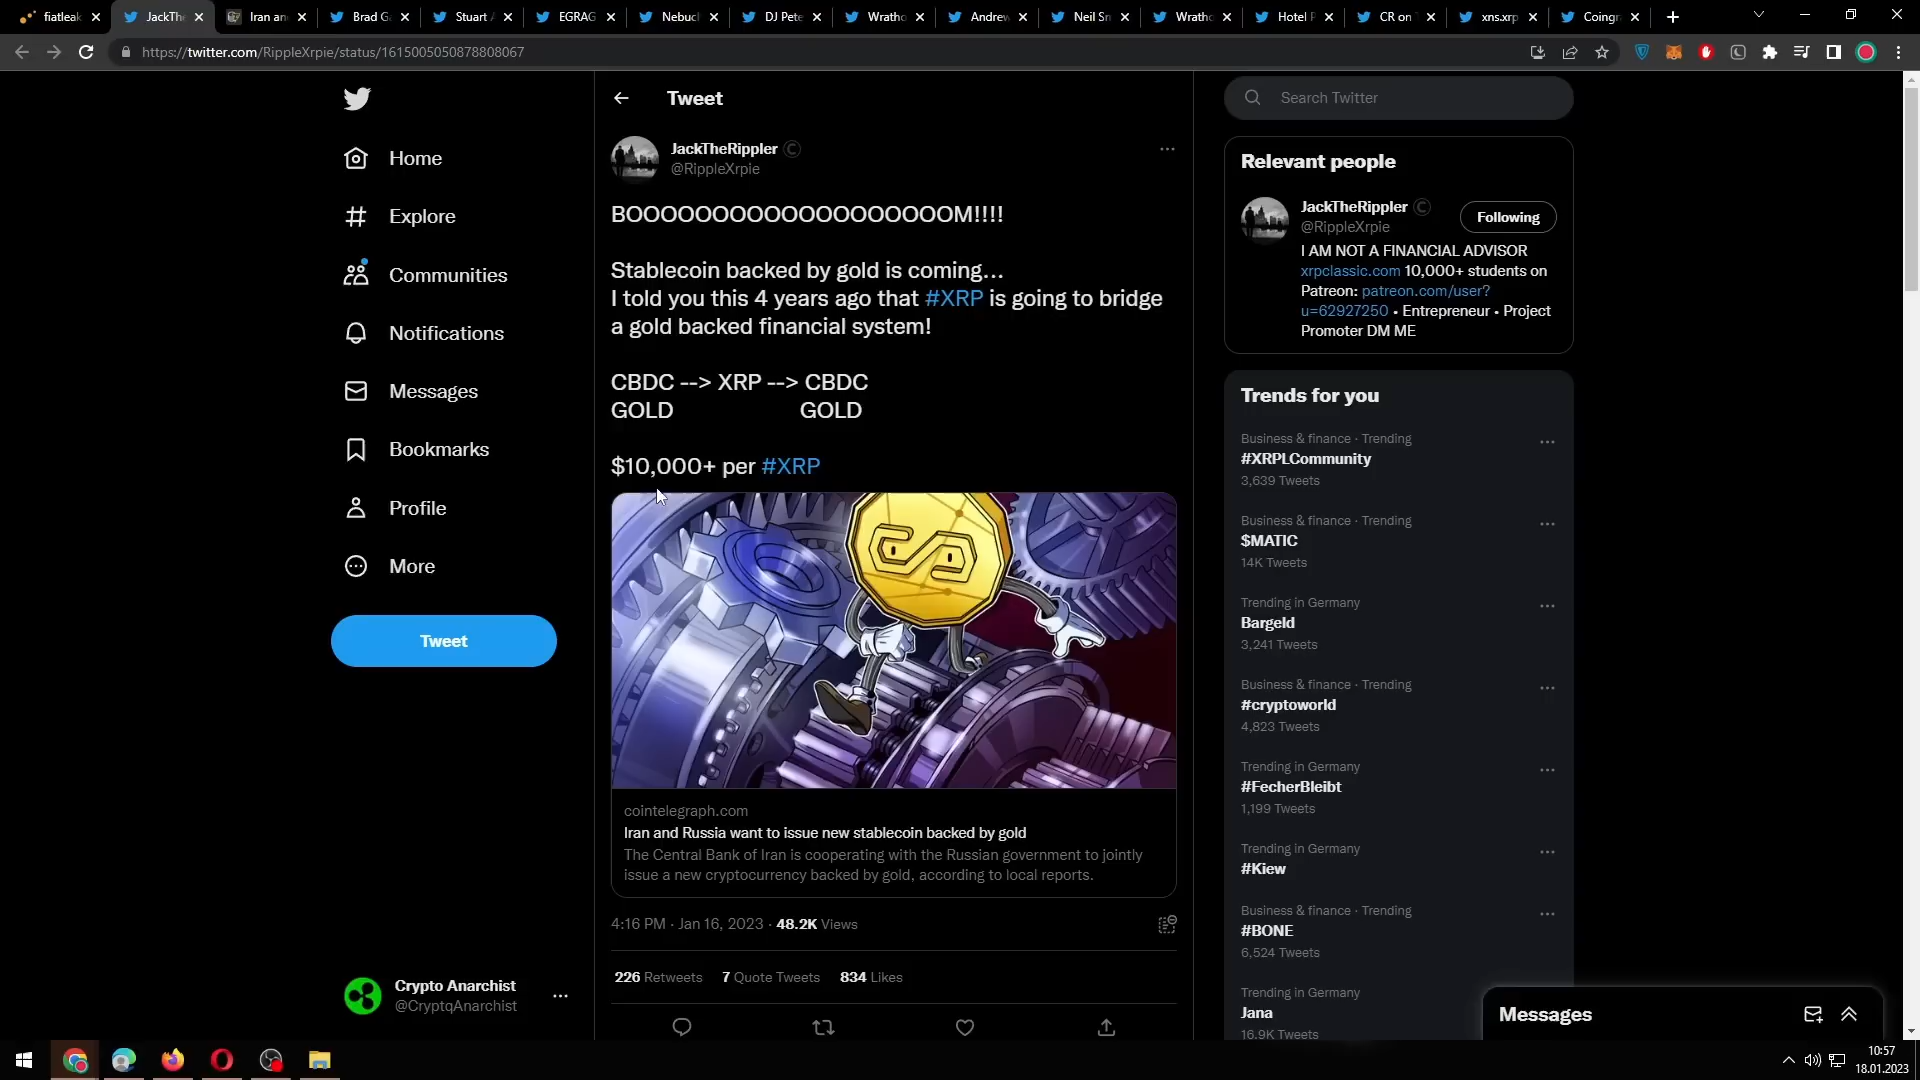 fiatleak
JackThe
Iran an
Brad Ga
Stuart A
EGRAG
Nebuc
DJ Pete
Wratho
Andrew
Neil Sm
Wratho
Hotel F
CR on
xns.xrp
Coingr
https://twitter.com/RippleXrpie/status/1615005050878808067
Home
Explore
Communities
Notifications
Messages
Bookmarks
Profile
More
Tweet
Crypto Anarchist
@CryptqAnarchist
Tweet
JackTheRippler
@RippleXrpie
BOOOOOOOOOOOOOOOOOOOM!!!!
Stablecoin backed by gold is coming…
I told you this 4 years ago that #XRP is going to bridge
a gold backed financial system!
CBDC --> XRP --> CBDC
GOLD GOLD
$10,000+ per #XRP
cointelegraph.com
Iran and Russia want to issue new stablecoin backed by gold
The Central Bank of Iran is cooperating with the Russian government to jointly
issue a new cryptocurrency backed by gold, according to local reports.
4:16 PM · Jan 16, 2023 · 48.2K Views
226 Retweets 7 Quote Tweets 834 Likes
Search Twitter
Relevant people
JackTheRippler
Following
@RippleXrpie
I AM NOT A FINANCIAL ADVISOR
xrpclassic.com 10,000+ students on
Patreon: patreon.com/user?
u=62927250 • Entrepreneur • Project
Promoter DM ME
Trends for you
Business & finance · Trending
#XRPLCommunity
3,639 Tweets
Business & finance · Trending
$MATIC
14K Tweets
Trending in Germany
Bargeld
3,241 Tweets
Business & finance · Trending
#cryptoworld
4,823 Tweets
Trending in Germany
#FecherBleibt
1,199 Tweets
Trending in Germany
#Kiew
Business & finance · Trending
#BONE
6,524 Tweets
Trending in Germany
Jana
16.9K Tweets
Messages
10:57
18.01.2023